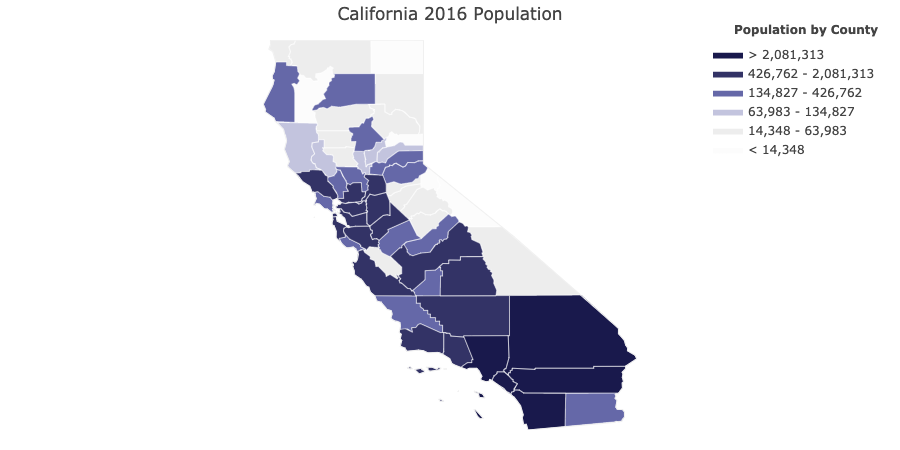 California 2016 Population
Population by County
> 2,081,313
426,762 - 2,081,313
134,827 - 426,762
63,983 - 134,827
14,348 - 63,983
< 14,348